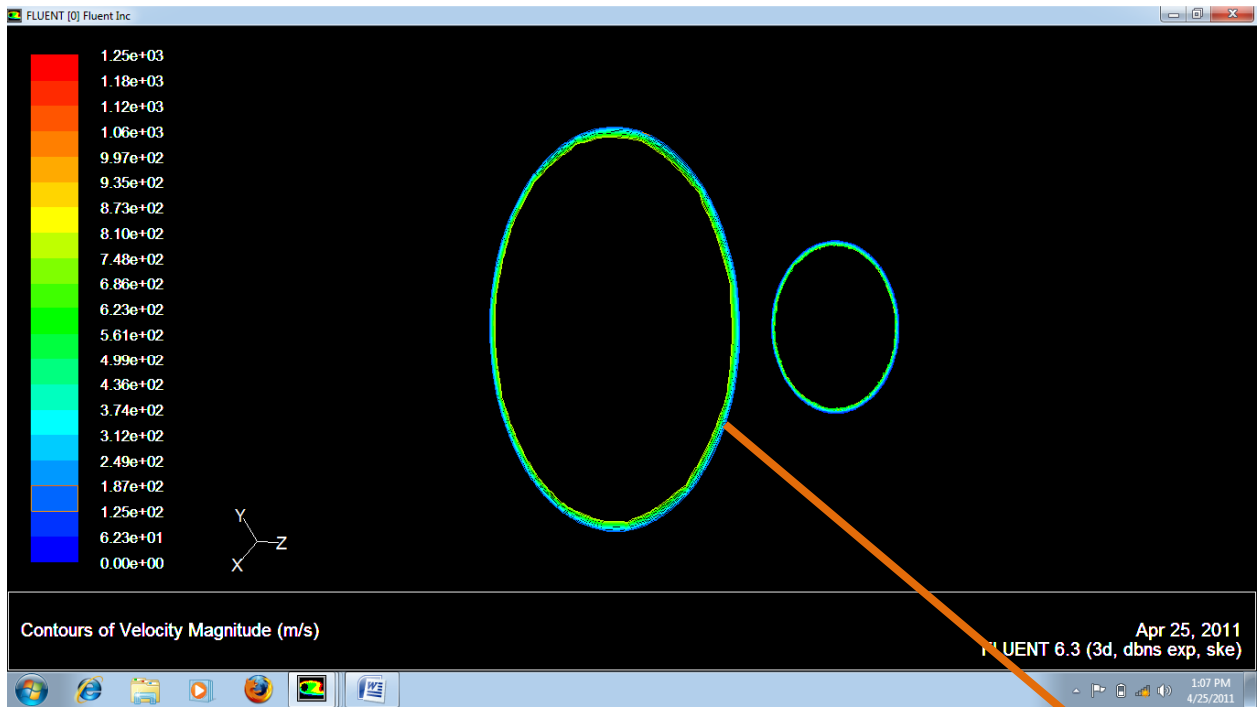 FLUENT [0] Fluent Inc
1.25e+03
1.18e+03
1.12e+03
1.06e+03
9.97e+02
9.35e+02
8.73e+02
8.10e+02
7.48e+02
6.86e+02
6.23e+02
5.61e+02
4.99e+02
4.36e+02
3.74e+02
3.12e+02
2.49e+02
1.87e+02
1.25e+02
6.23e+01
0.00e+00
Y
Z
X
Contours of Velocity Magnitude (m/s)
Apr 25, 2011
FLUENT 6.3 (3d, dbns exp, ske)
1:07 PM
4/25/2011